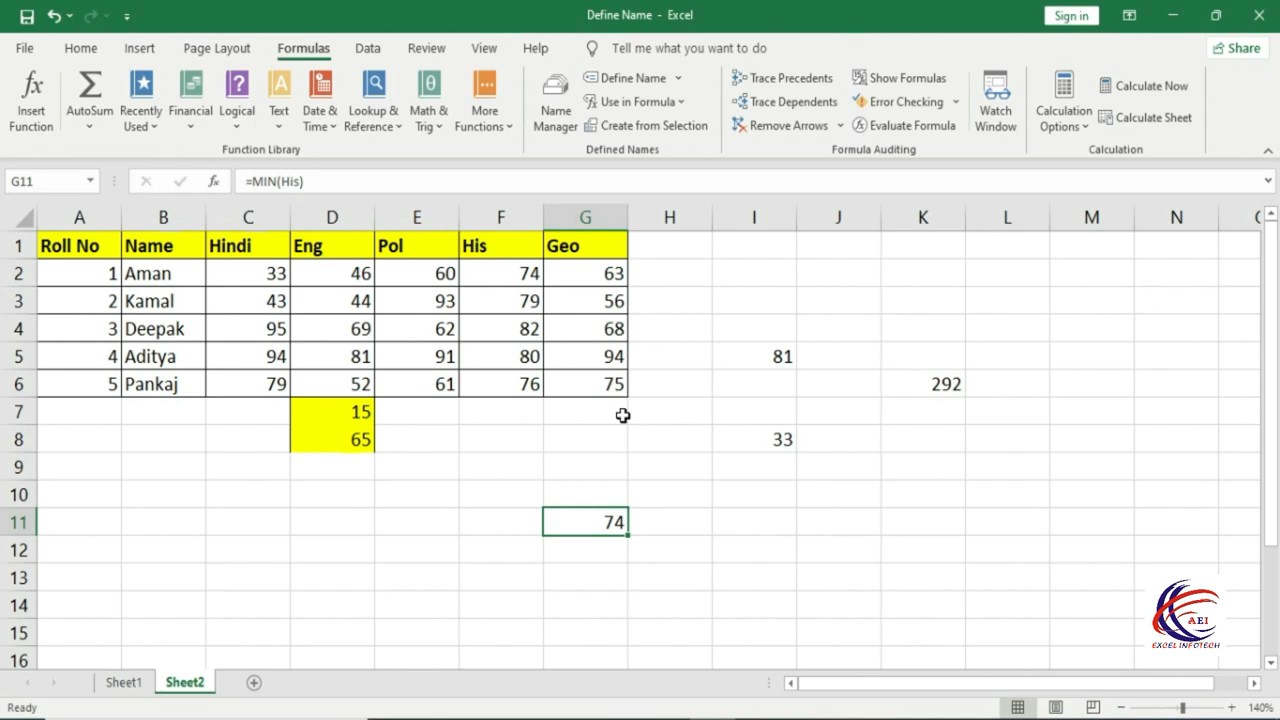 Define Name - Excel
Sign in
File Home Insert Page Layout Formulas Data Review View Help Tell me what you want to do Share
Insert Function
AutoSum
Recently Used
Financial
Logical
Text
Date & Time
Lookup & Reference
Math & Trig
More Functions
Function Library
Name Manager
Define Name
Use in Formula
Create from Selection
Defined Names
Trace Precedents
Trace Dependents
Remove Arrows
Show Formulas
Error Checking
Evaluate Formula
Formula Auditing
Watch Window
Calculation Options
Calculate Now
Calculate Sheet
Calculation
G11 fx =MIN(His)
A B C D E F G H I J K L M N
1 Roll No Name Hindi Eng Pol His Geo
2 1 Aman 33 46 60 74 63
3 2 Kamal 43 44 93 79 56
4 3 Deepak 95 69 62 82 68
5 4 Aditya 94 81 91 80 94 81
6 5 Pankaj 79 52 61 76 75 292
7 15
8 65 33
9
10
11 74
12
13
14
15
16
AEI
EXCEL INFOTECH
Sheet1 Sheet2
Ready 140%